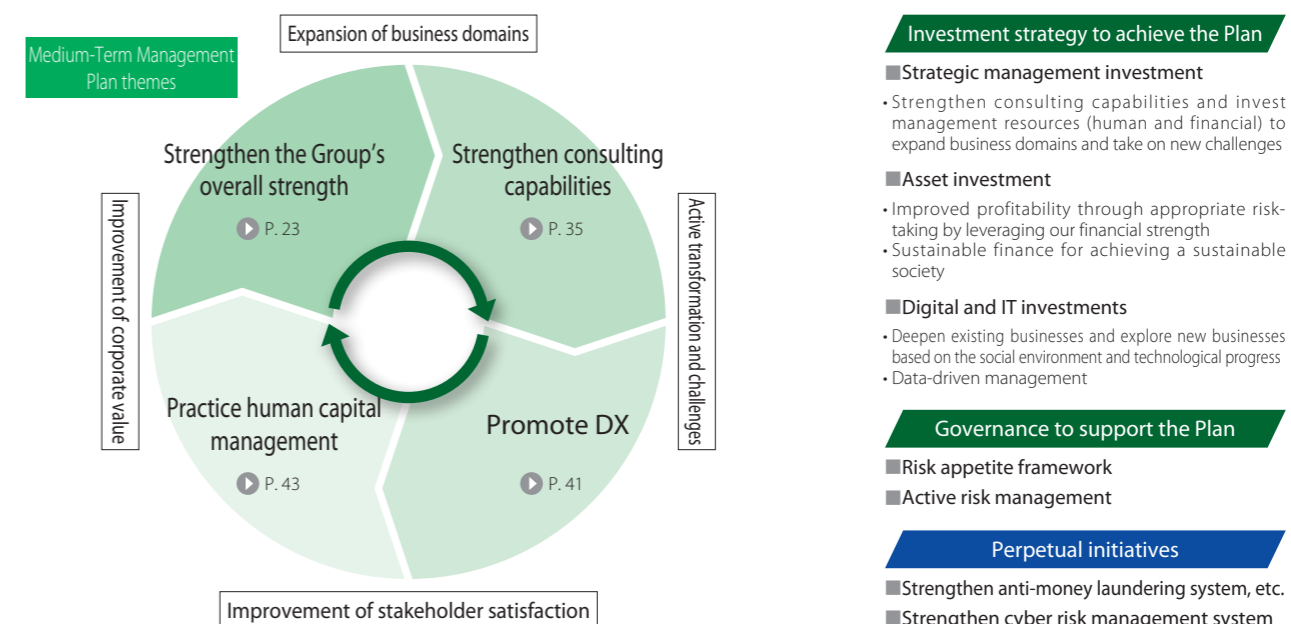 Medium-Term Management
Plan themes
Expansion of business domains
Strengthen the Group's
overall strength
P. 23
Strengthen consulting
capabilities
P. 35
Improvement of corporate value
Active transformation and challenges
Practice human capital
management
P. 43
Promote DX
P. 41
Improvement of stakeholder satisfaction
Investment strategy to achieve the Plan
■Strategic management investment
• Strengthen consulting capabilities and invest
management resources (human and financial) to
expand business domains and take on new challenges
■Asset investment
• Improved profitability through appropriate risk-
taking by leveraging our financial strength
• Sustainable finance for achieving a sustainable
society
■Digital and IT investments
• Deepen existing businesses and explore new businesses
based on the social environment and technological progress
• Data-driven management
Governance to support the Plan
■Risk appetite framework
■Active risk management
Perpetual initiatives
■Strengthen anti-money laundering system, etc.
■Strengthen cyber risk management system